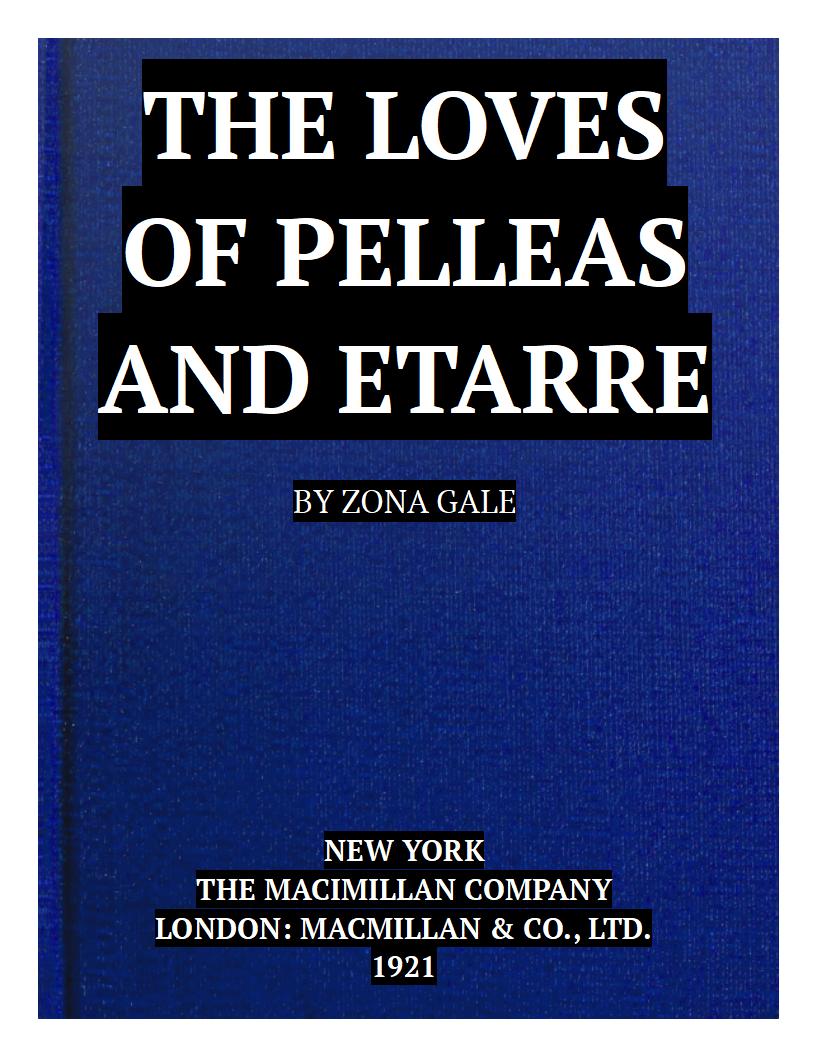 THE LOVES
OF PELLEAS
AND ETARRE
BY ZONA GALE
NEW YORK
THE MACIMILLAN COMPANY
LONDON: MACMILLAN & CO., LTD.
1921